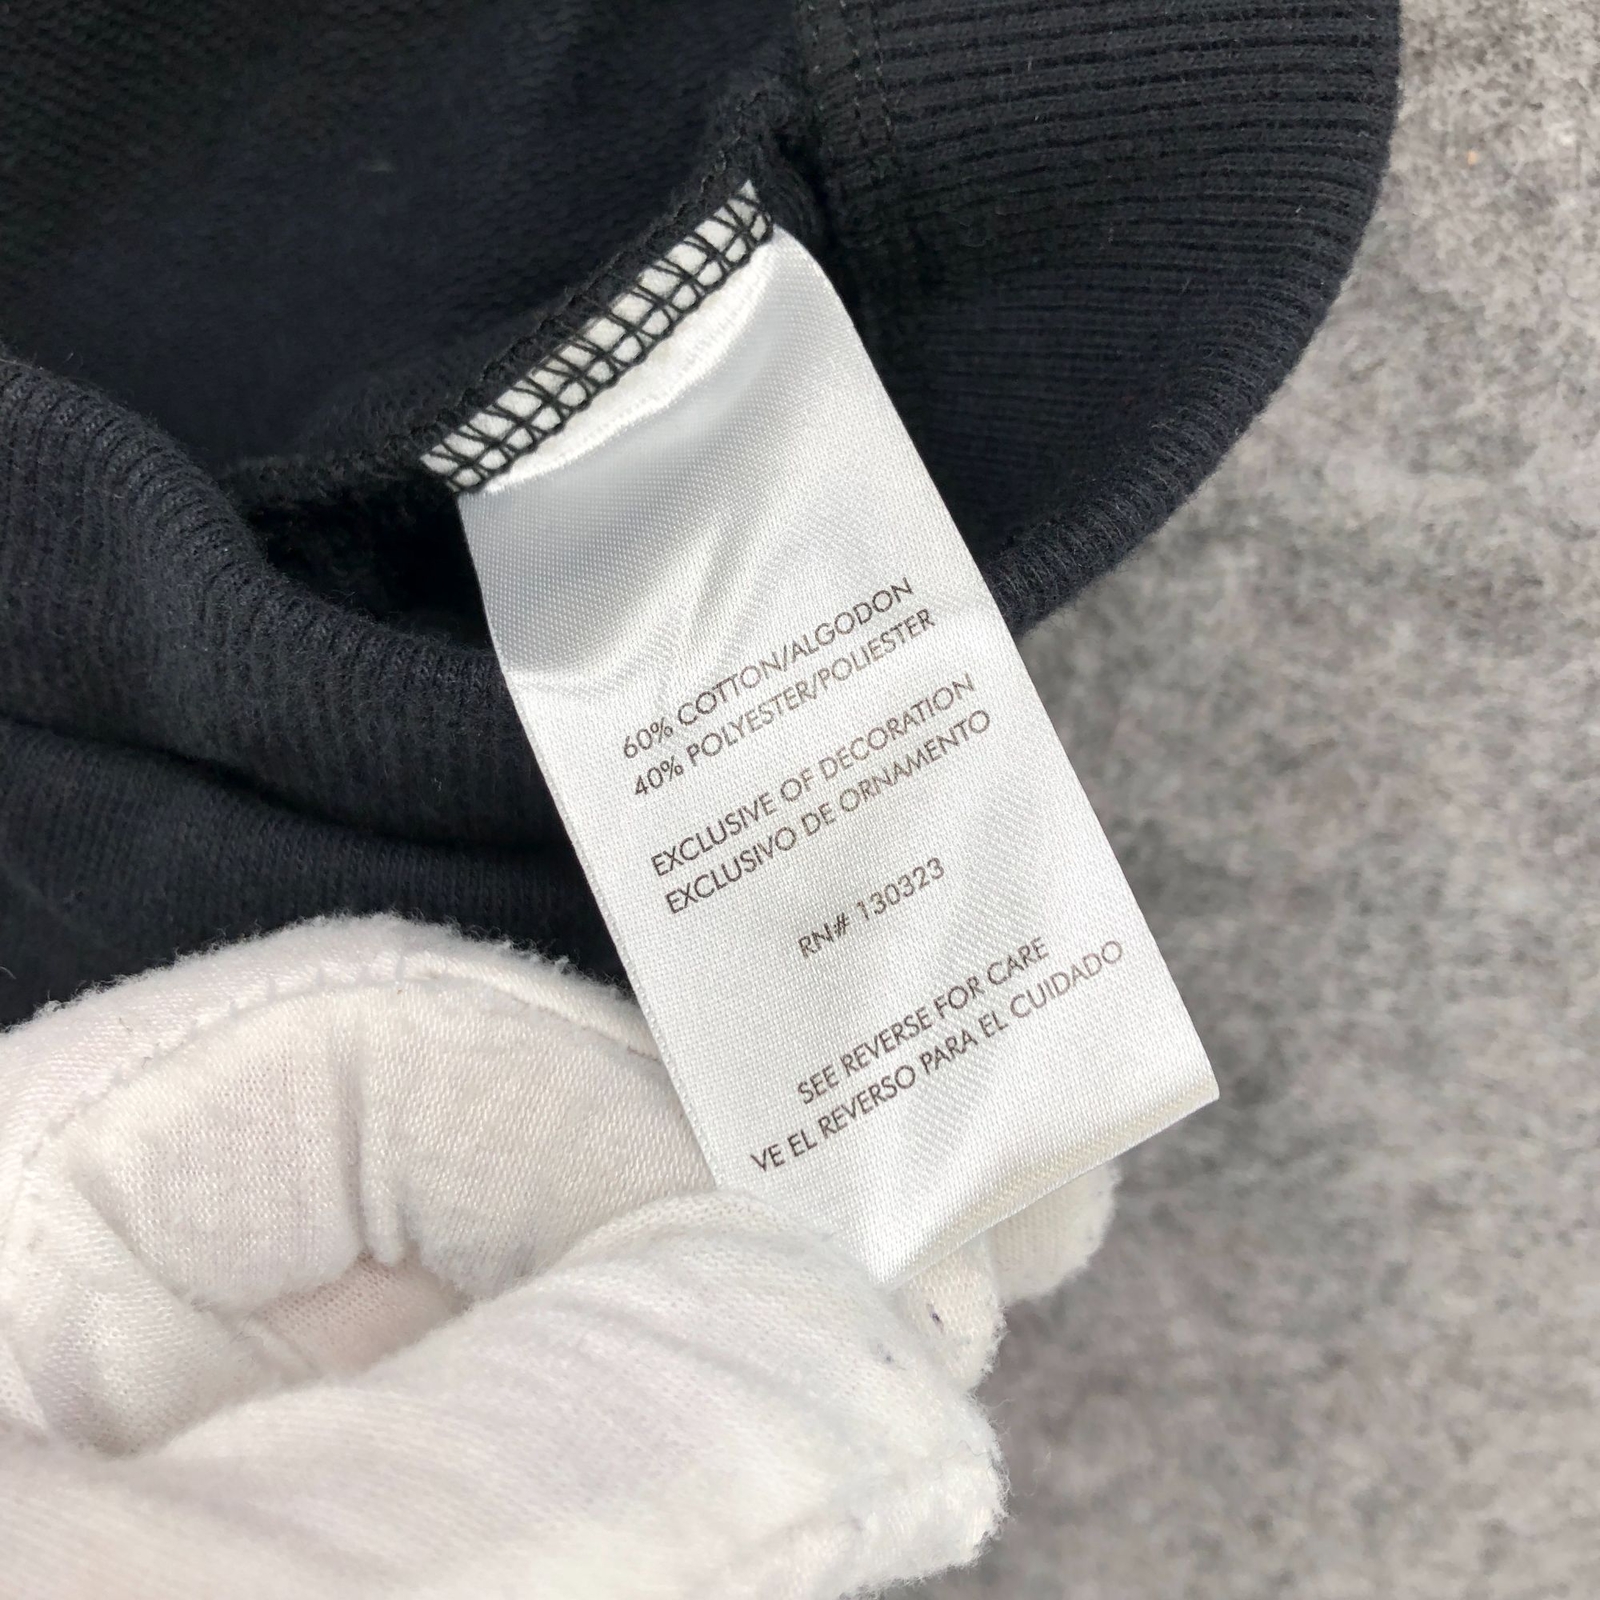 60% COTTON/ALGODON
40% POLYESTER/POLIESTER
EXCLUSIVE OF DECORATION
EXCLUSIVO DE ORNAMENTO
RN# 130323
SEE REVERSE FOR CARE
VE EL REVERSO PARA EL CUIDADO